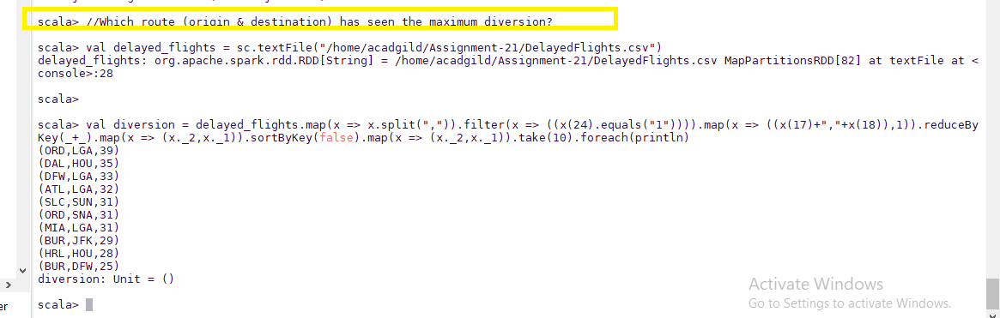 scala> //Which route (origin & destination) has seen the maximum diversion?
scala> val delayed_flights = sc.textFile("/home/acadgild/Assignment-21/DelayedFlights.csv")
delayed_flights: org.apache.spark.rdd.RDD[String] = /home/acadgild/Assignment-21/DelayedFlights.csv MapPartitionsRDD[82] at textFile at <
console>:28
scala>
scala> val diversion = delayed_flights.map(x => x.split(",")).filter(x => ((x(24).equals("1")))).map(x => ((x(17)+","+x(18)),1)).reduceBy
Key(_+_).map(x => (x._2,x._1)).sortByKey(false).map(x => (x._2,x._1)).take(10).foreach(println)
(ORD,LGA,39)
(DAL,HOU,35)
(DFW,LGA,33)
(ATL,LGA,32)
(SLC,SUN,31)
(ORD,SNA,31)
(MIA,LGA,31)
(BUR,JFK,29)
(HRL,HOU,28)
(BUR,DFW,25)
diversion: Unit = ()
Activate Windows
er
scala>
Go to Settings to activate Windows.